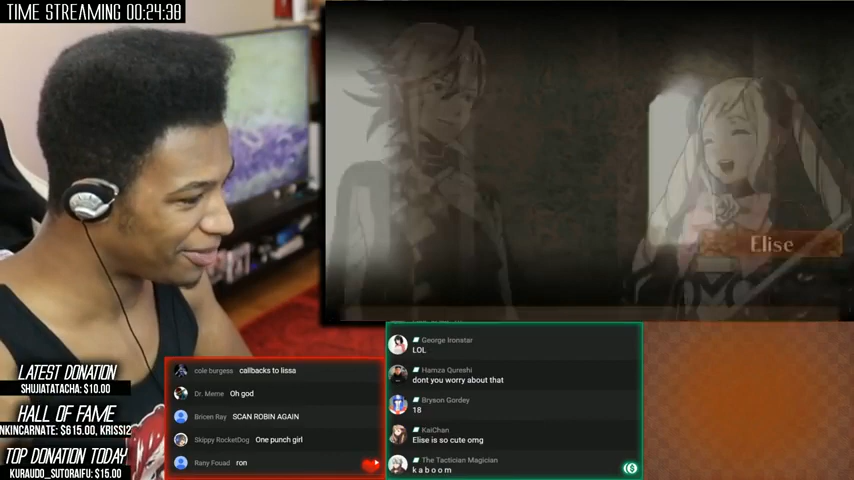 TIME STREAMING 00:24:38
Elise
LATEST DONATION
SHUJIATATACHA: $10.00
HALL OF FAME
NKINCARNATE: $615.00, KRISSI2
TOP DONATION TODAY
KURAUDO_SUTORAIFU: $15.00
cole burgess callbacks to lissa
Dr. Meme Oh god
Bricen Ray SCAN ROBIN AGAIN
Skippy RocketDog One punch girl
Rany Fouad ron
George Ironstar
LOL
Hamza Qureshi
dont you worry about that
Bryson Gordey
18
KaiChan
Elise is so cute omg
The Tactician Magician
k a b o o m